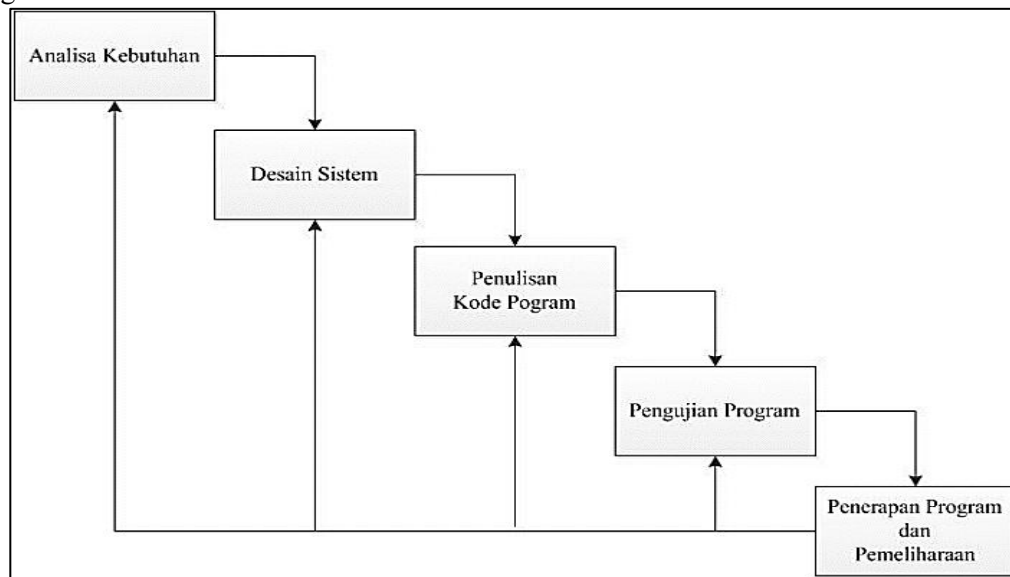 Analisa Kebutuhan
Desain Sistem
Penulisan
Kode Pogram
Pengujian Program
Penerapan Program
dan
Pemeliharaan